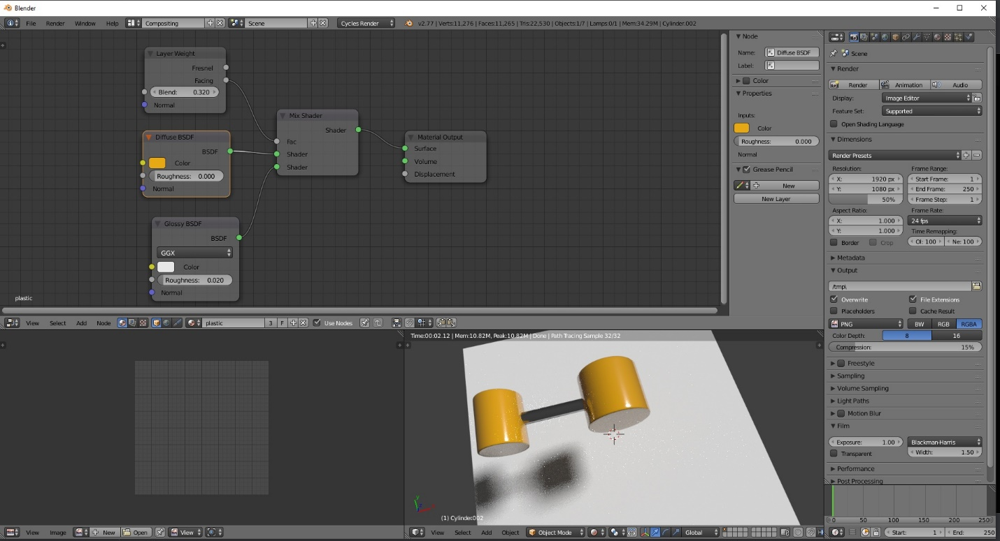 Blender
File Render Window Help Compositing Scene Cycles Render v2.77 | Verts:11,276 | Faces:11,265 | Tris:22,530 | Objects:1/7 | Lamps:0/1 | Mem:34.29M | Cylinder.002
Layer Weight
Fresnel
Facing
Blend: 0.320
Normal
Diffuse BSDF
BSDF
Color
Roughness: 0.000
Normal
Glossy BSDF
BSDF
GGX
Color
Roughness: 0.020
Normal
Mix Shader
Shader
Fac
Shader
Shader
Material Output
Surface
Volume
Displacement
plastic
View Select Add Node plastic 3 F Use Nodes
Node
Name: Diffuse BSDF
Label:
Color
Properties
Inputs:
Color
Roughness: 0.000
Normal
Grease Pencil
New
New Layer
Scene
Render
Render Animation Audio
Display: Image Editor
Feature Set: Supported
Open Shading Language
Dimensions
Render Presets
Resolution: Frame Range:
X: 1920 px Start Frame: 1
Y: 1080 px End Frame: 250
50% Frame Step: 1
Aspect Ratio: Frame Rate:
X: 1.000 24 fps
Y: 1.000 Time Remapping:
Border Crop Ol: 100 Ne: 100
Metadata
Output
/tmp\
Overwrite File Extensions
Placeholders Cache Result
PNG BW RGB RGBA
Color Depth: 8 16
Compression: 15%
Freestyle
Sampling
Volume Sampling
Light Paths
Motion Blur
Film
Exposure: 1.00 Blackman-Harris
Transparent Width: 1.50
Performance
Post Processing
Time:00:02.12 | Mem:10.82M, Peak:10.82M | Done | Path Tracing Sample 32/32
(1) Cylinder.002
View Image New Open View
View Select Add Object Object Mode Global
0 50 100 150 200 250
Start: 1 End: 250